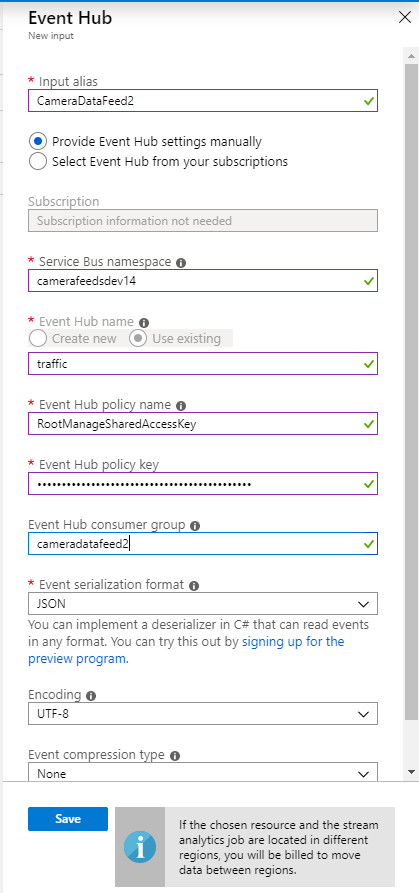 Event Hub
New input
* Input alias
CameraDataFeed2
Provide Event Hub settings manually
Select Event Hub from your subscriptions
Subscription
Subscription information not needed
* Service Bus namespace
camerafeedsdev14
* Event Hub name
Create new Use existing
traffic
* Event Hub policy name
RootManageSharedAccessKey
* Event Hub policy key
••••••••••••••••••••••••••••••••••••••••••••
Event Hub consumer group
cameradatafeed2
* Event serialization format
JSON
You can implement a deserializer in C# that can read events
in any format. You can try this out by signing up for the
preview program.
Encoding
UTF-8
Event compression type
None
Save
If the chosen resource and the stream
analytics job are located in different
regions, you will be billed to move
data between regions.